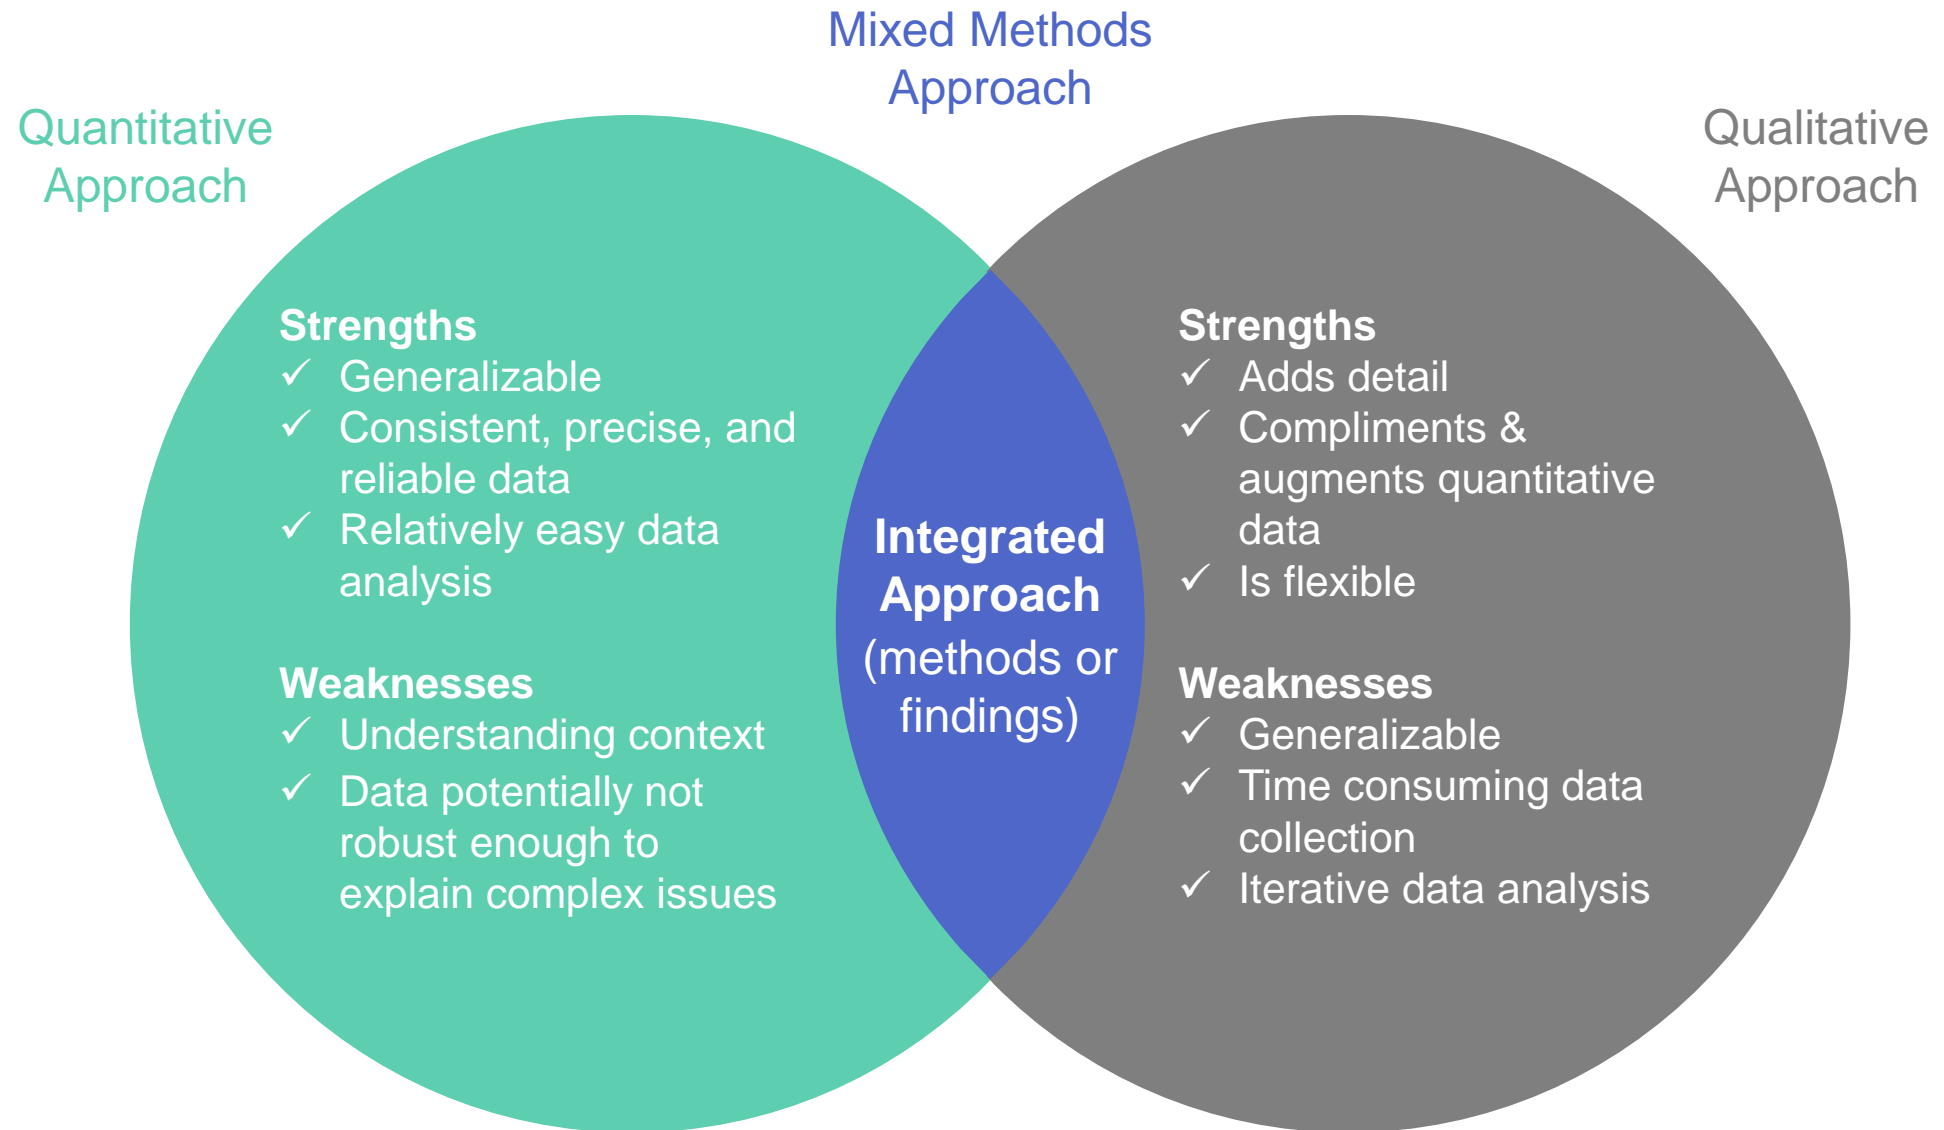 Mixed Methods
Approach
Quantitative
Approach
Qualitative
Approach
Strengths
✓ Generalizable
✓ Consistent, precise, and
reliable data
✓ Relatively easy data
analysis
Weaknesses
✓ Understanding context
✓ Data potentially not
robust enough to
explain complex issues
Integrated
Approach
(methods or
findings)
Strengths
✓ Adds detail
✓ Compliments &
augments quantitative
data
✓ Is flexible
Weaknesses
✓ Generalizable
✓ Time consuming data
collection
✓ Iterative data analysis